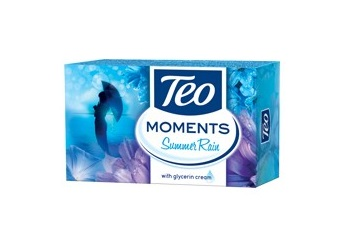 Teo
MOMENTS
Summer Rain
with glycerin cream